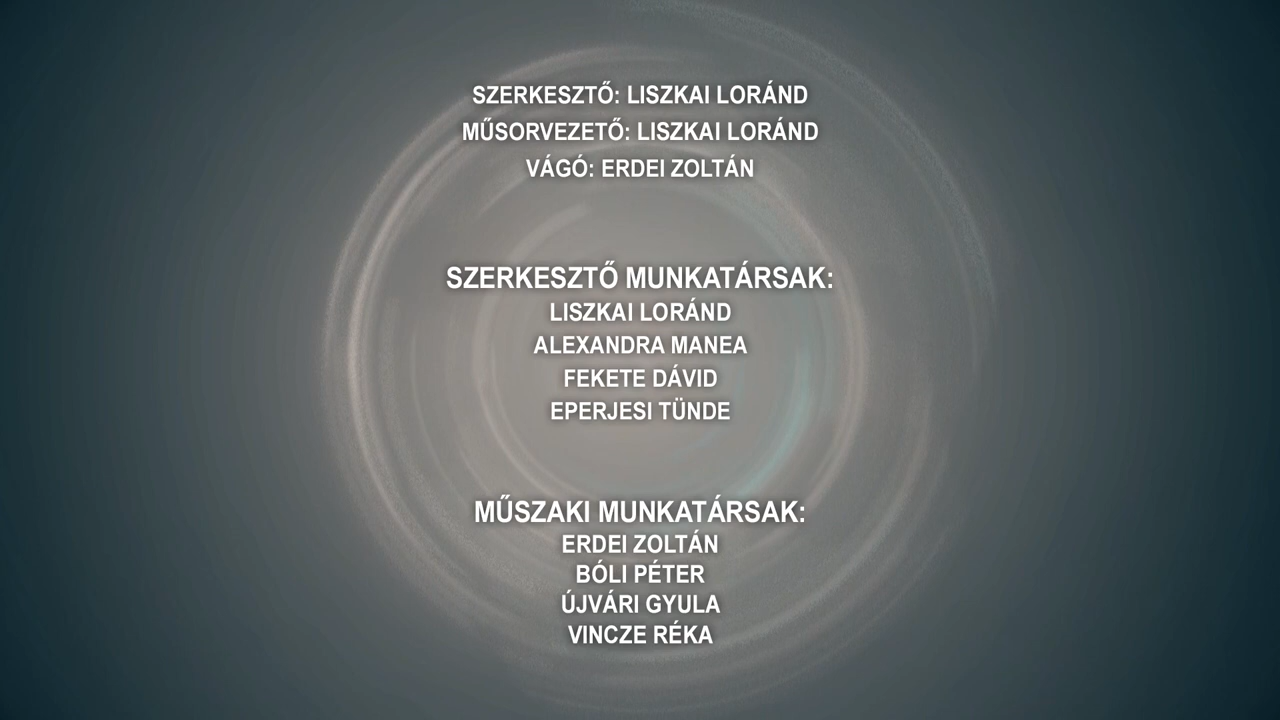 SZERKESZTŐ: LISZKAI LORÁND
MŰSORVEZETŐ: LISZKAI LORÁND
VÁGÓ: ERDEI ZOLTÁN
SZERKESZTŐ MUNKATÁRSAK:
LISZKAI LORÁND
ALEXANDRA MANEA
FEKETE DÁVID
EPERJESI TÜNDE
MŰSZAKI MUNKATÁRSAK:
ERDEI ZOLTÁN
BÓLI PÉTER
ÚJVÁRI GYULA
VINCZE RÉKA